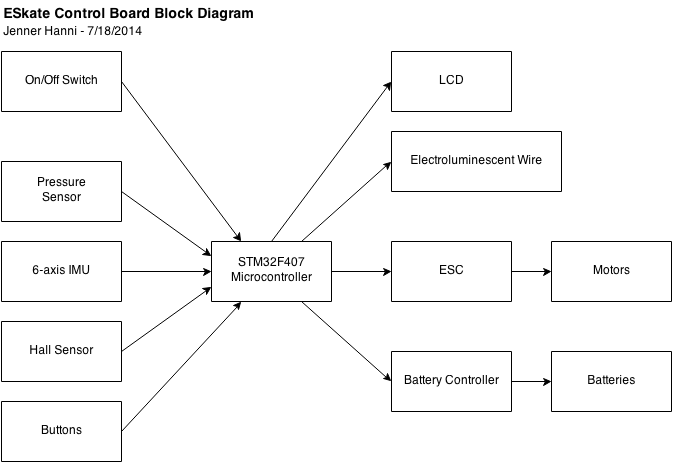 ESkate Control Board Block Diagram
Jenner Hanni - 7/18/2014
On/Off Switch
LCD
Electroluminescent Wire
Pressure
Sensor
6-axis IMU
STM32F407
Microcontroller
ESC
Motors
Hall Sensor
Battery Controller
Batteries
Buttons